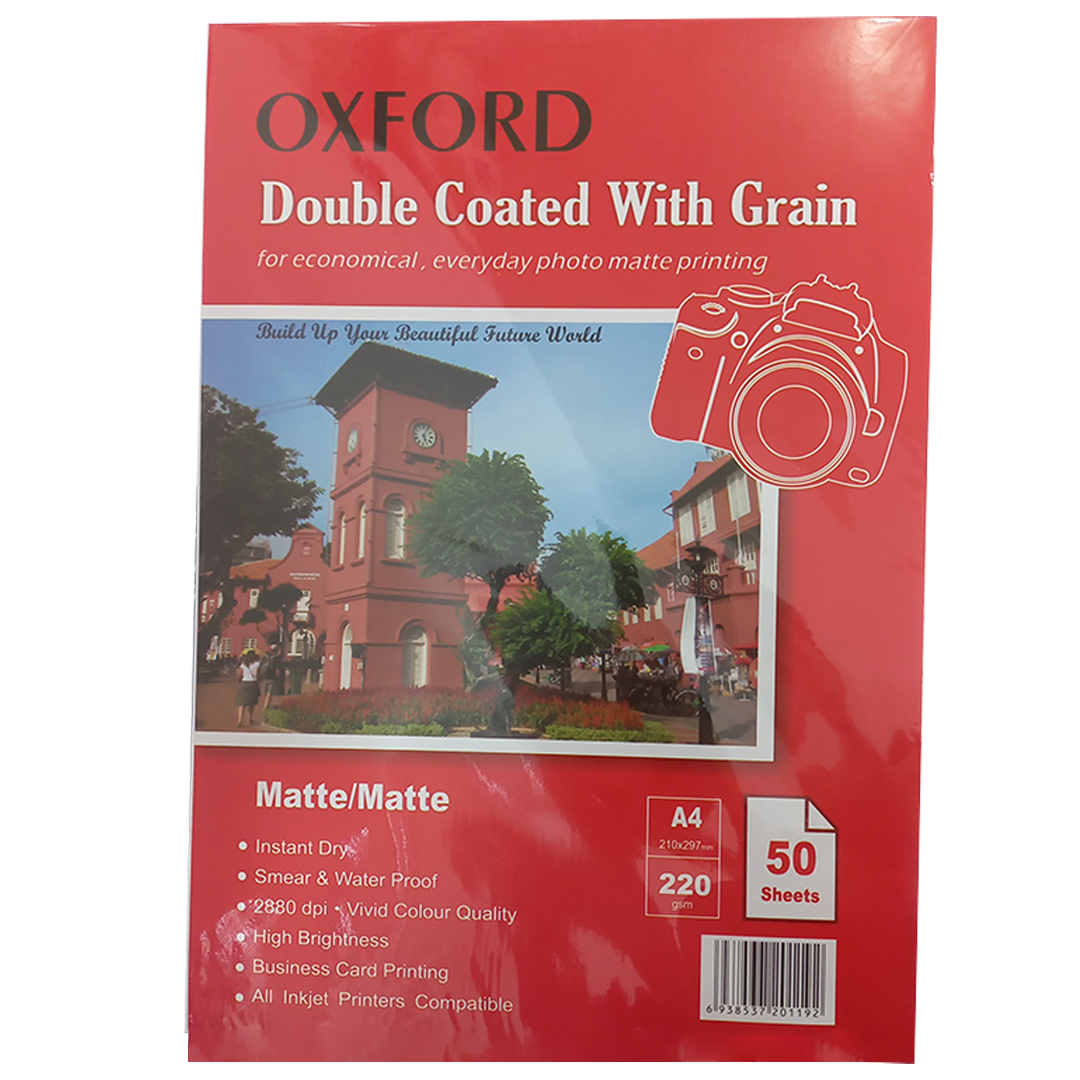 OXFORD
Double Coated With Grain
for economical, everyday photo matte printing
Build Up Your Beautiful Future World
Matte/Matte
• Instant Dry
• Smear & Water Proof
• 2880 dpi • Vivid Colour Quality
• High Brightness
• Business Card Printing
• All Inkjet Printers Compatible
A4
210x297mm
220
gsm
50
Sheets
6 938537 201192